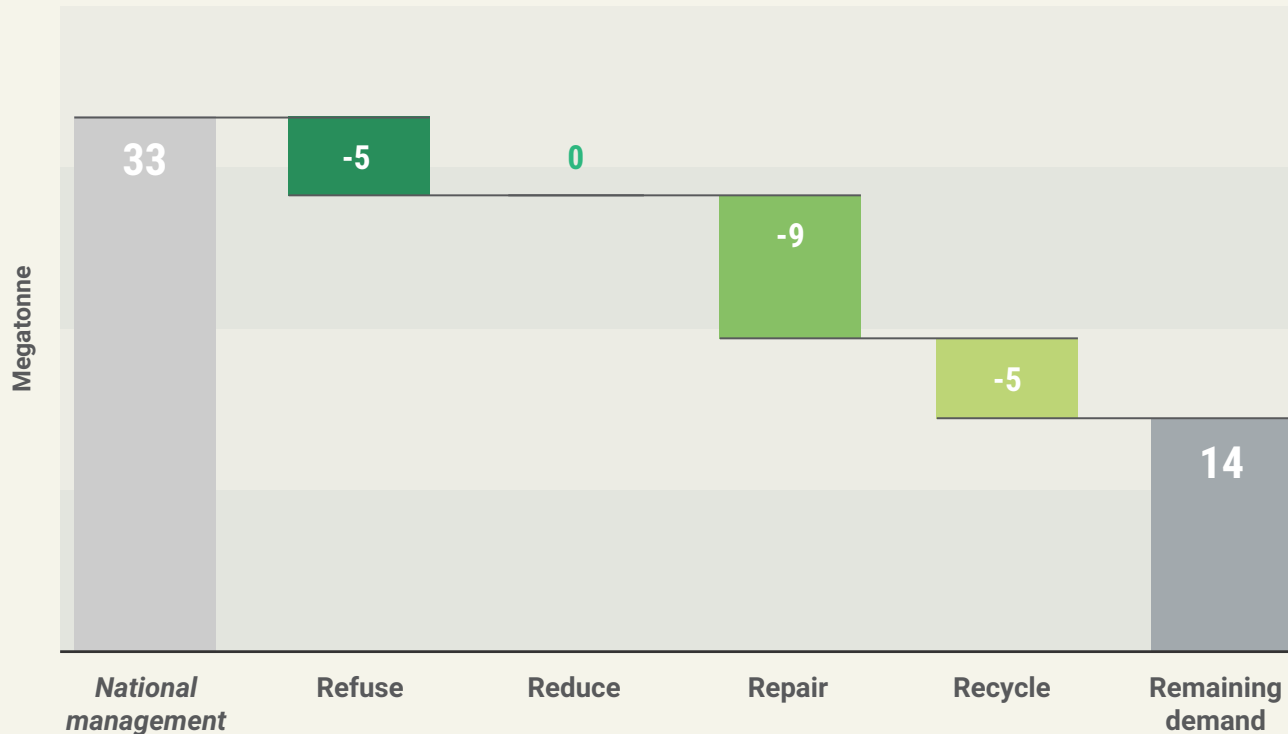 Megatonne
33
-5
0
-9
-5
14
National
management
Refuse
Reduce
Repair
Recycle
Remaining
demand